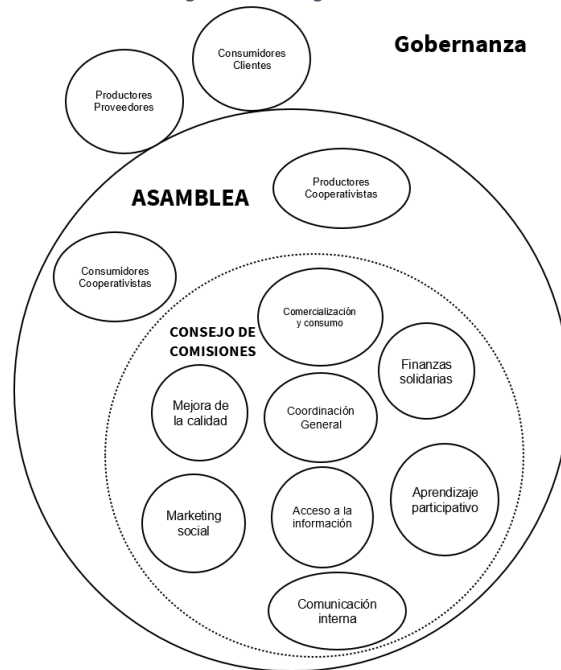 Gobernanza
Consumidores
Clientes
Productores
Proveedores
ASAMBLEA
Productores
Cooperativistas
Consumidores
Cooperativistas
CONSEJO DE
COMISIONES
Comercialización
y consumo
Finanzas
solidarias
Mejora de
la calidad
Coordinación
General
Marketing
social
Acceso a la
información
Aprendizaje
participativo
Comunicación
interna